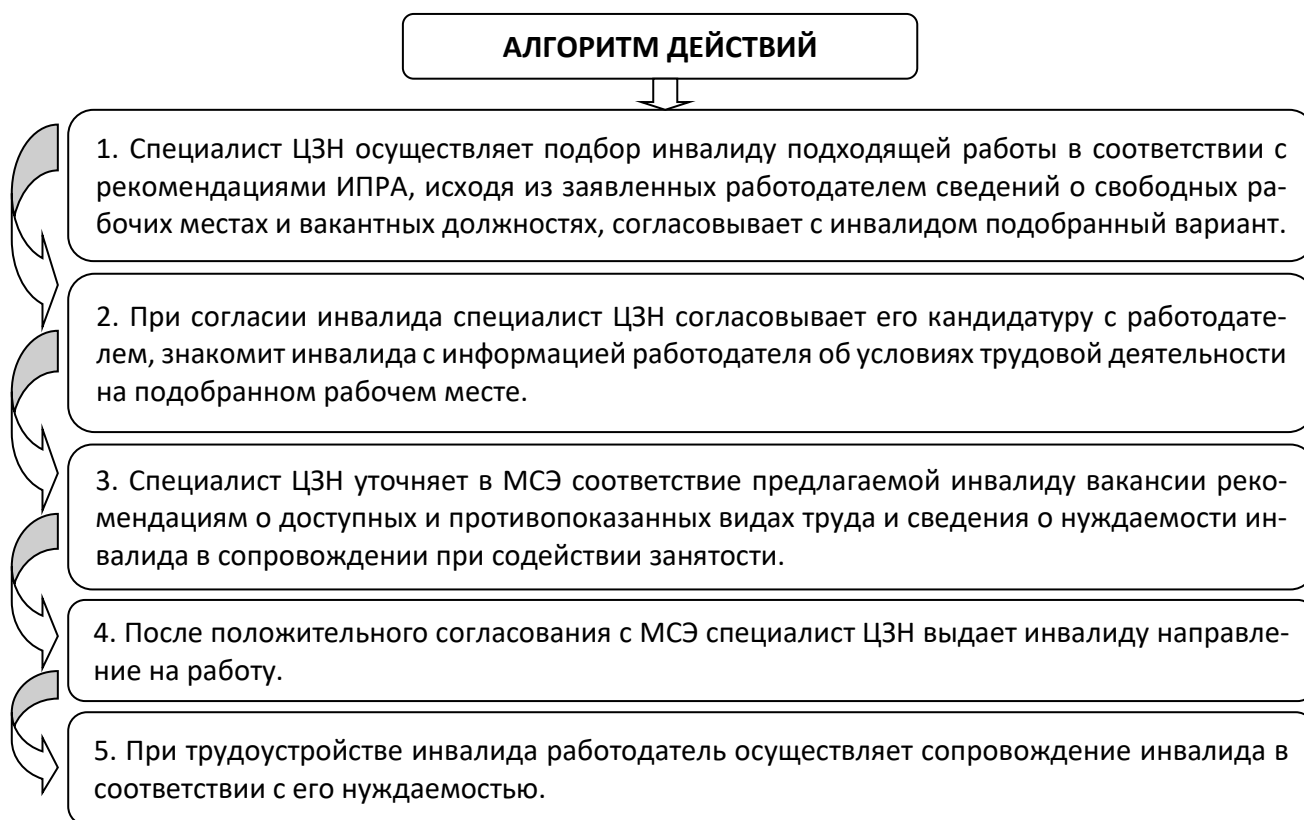 АЛГОРИТМ ДЕЙСТВИЙ
1. Специалист ЦЗН осуществляет подбор инвалиду подходящей работы в соответствии с
рекомендациями ИПРА, исходя из заявленных работодателем сведений о свободных ра-
бочих местах и вакантных должностях, согласовывает с инвалидом подобранный вариант.
2. При согласии инвалида специалист ЦЗН согласовывает его кандидатуру с работодате-
лем, знакомит инвалида с информацией работодателя об условиях трудовой деятельности
на подобранном рабочем месте.
3. Специалист ЦЗН уточняет в МСЭ соответствие предлагаемой инвалиду вакансии реко-
мендациям о доступных и противопоказанных видах труда и сведения о нуждаемости ин-
валида в сопровождении при содействии занятости.
4. После положительного согласования с МСЭ специалист ЦЗН выдает инвалиду направле-
ние на работу.
5. При трудоустройстве инвалида работодатель осуществляет сопровождение инвалида в
соответствии с его нуждаемостью.